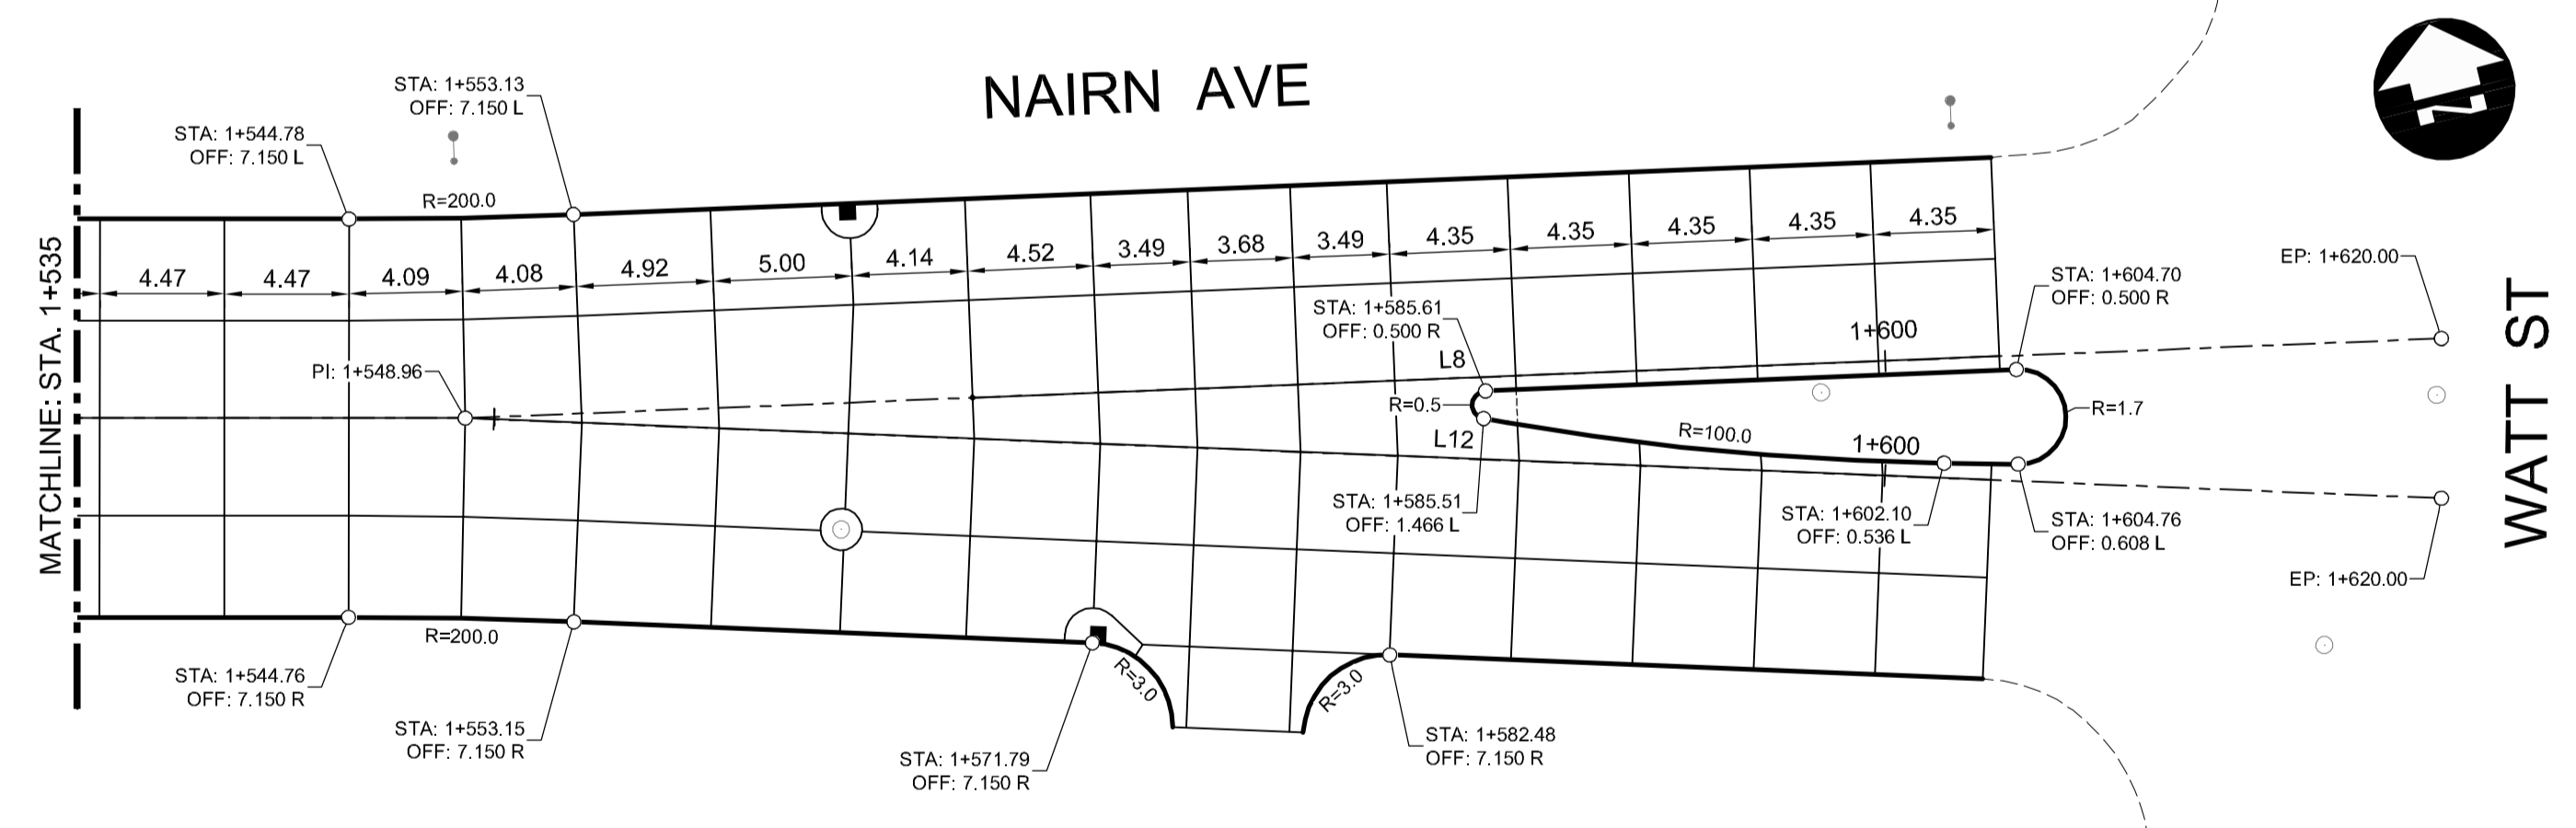 NAIRN AVE
STA: 1+553.13
OFF: 7.150 L
STA: 1+544.78
OFF: 7.150 L
R=200.0
MATCHLINE: STA. 1+535
4.47
4.47
4.09
4.08
4.92
5.00
4.14
4.52
3.49
3.68
3.49
4.35
4.35
4.35
4.35
4.35
Z
EP: 1+620.00
STA: 1+604.70
OFF: 0.500 R
STA: 1+585.61
OFF: 0.500 R
1+600
L8
PI: 1+548.96
R=0.5
R=1.7
L12
R=100.0
1+600
WATT ST
STA: 1+585.51
OFF: 1.466 L
STA: 1+602.10
OFF: 0.536 L
STA: 1+604.76
OFF: 0.608 L
EP: 1+620.00
R=200.0
STA: 1+544.76
OFF: 7.150 R
STA: 1+553.15
OFF: 7.150 R
R=3.0
R=3.0
STA: 1+571.79
OFF: 7.150 R
STA: 1+582.48
OFF: 7.150 R